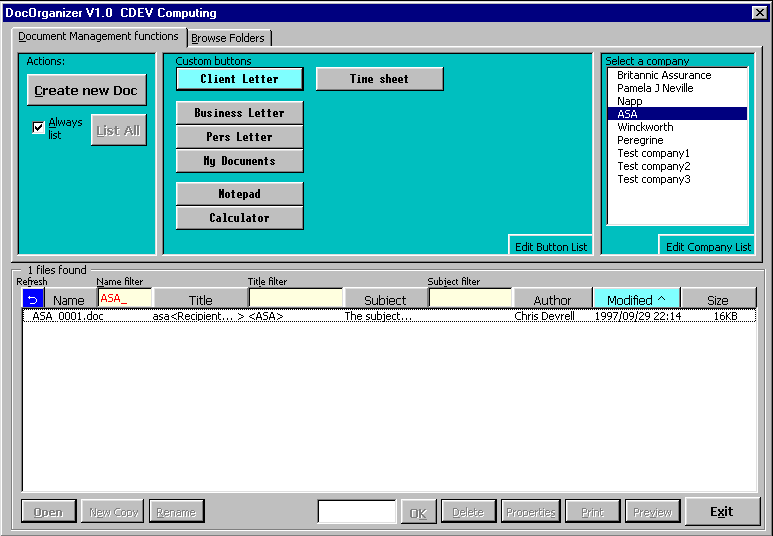 DocOrganizer V1.0  CDEV Computing
Document Management functions
Browse Folders
Actions:
Create new Doc
Always list
List All
Custom buttons
Client Letter
Time sheet
Business Letter
Pers Letter
My Documents
Notepad
Calculator
Edit Button List
Select a company
Britannic Assurance
Pamela J Neville
Napp
ASA
Winckworth
Peregrine
Test company1
Test company2
Test company3
Edit Company List
1 files found
Refresh Name filter Title filter Subject filter
Name ASA_ Title Subject Author Modified ^ Size
ASA_0001.doc asa<Recipient... > <ASA> The subject... Chris Devrell 1997/09/29 22:14 16KB
Open New Copy Rename OK Delete Properties Print Preview Exit